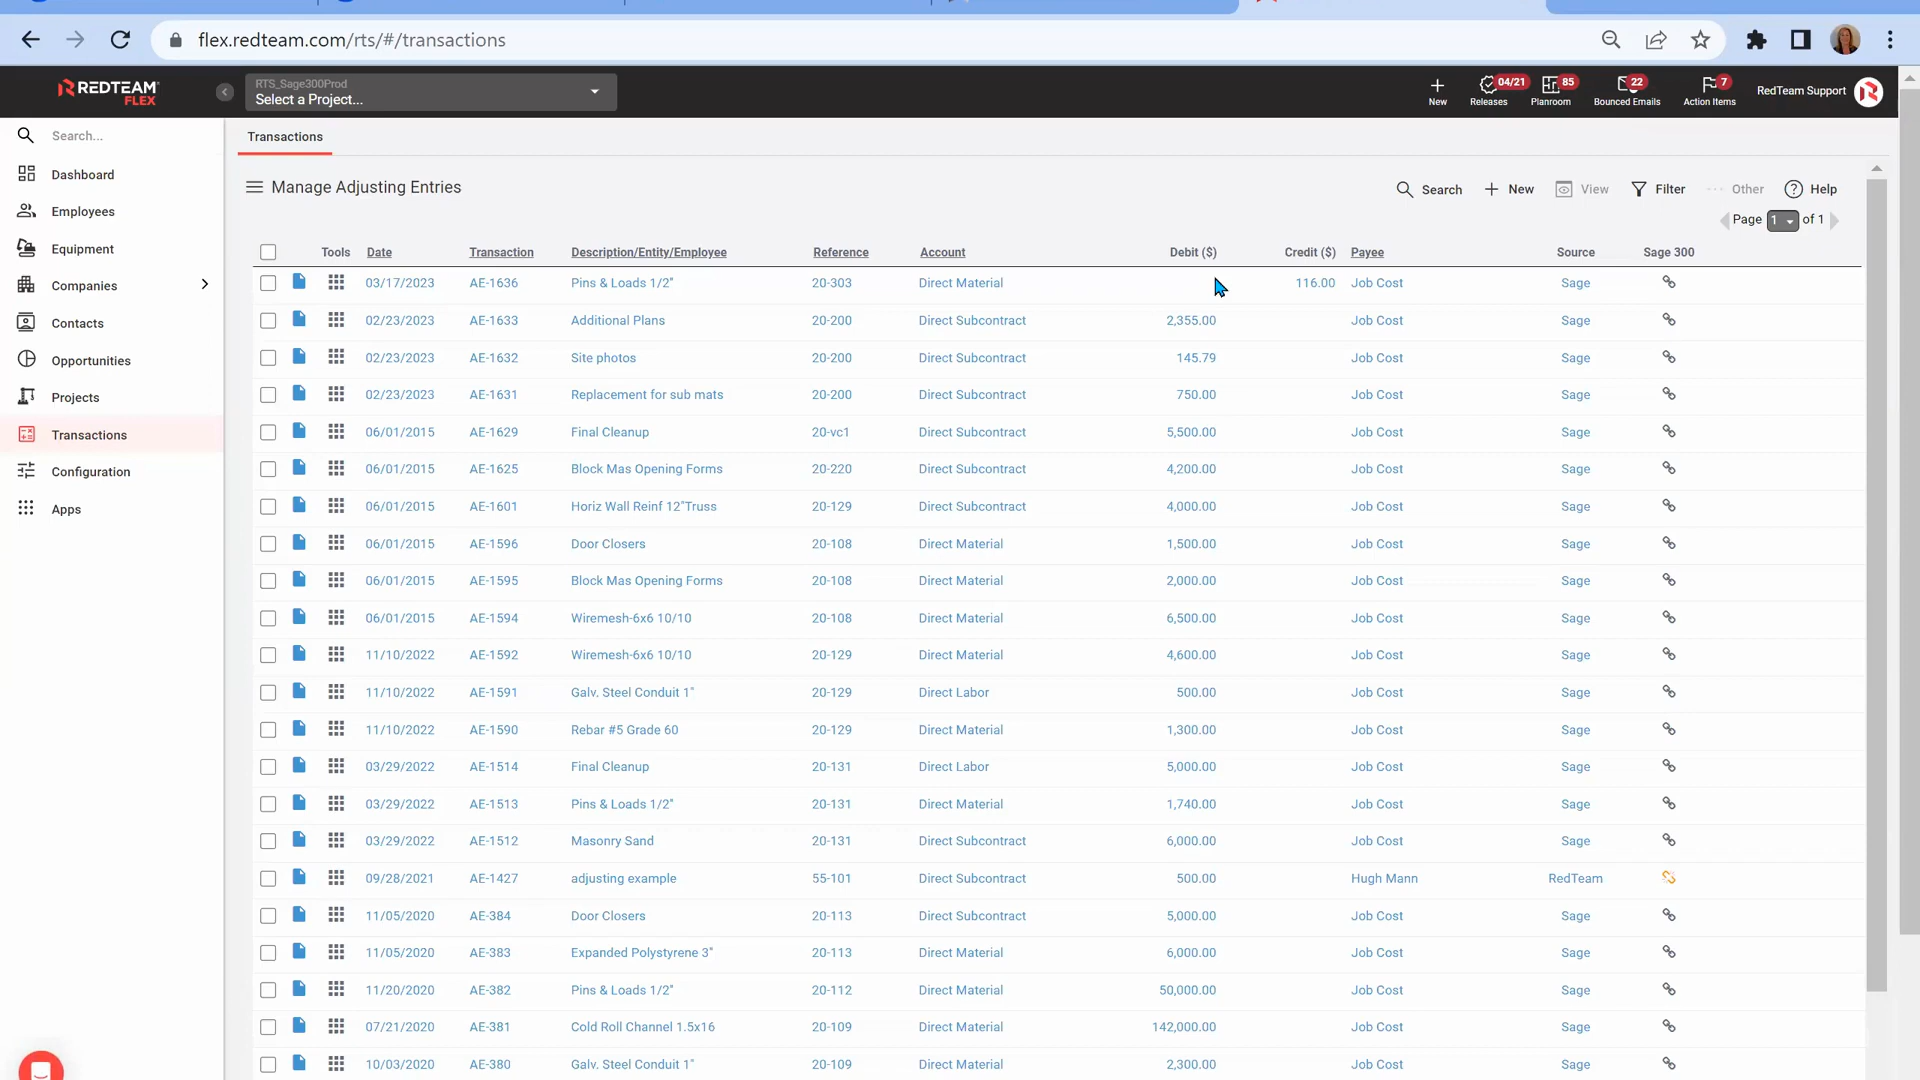 flex.redteam.com/rts/#/transactions
REDTEAM FLEX
RTS_Sage300Prod
Select a Project...
New
04/21
Releases
85
Planroom
22
Bounced Emails
7
Action Items
RedTeam Support
Search...
Dashboard
Employees
Equipment
Companies
Contacts
Opportunities
Projects
Transactions
Configuration
Apps
Transactions
Manage Adjusting Entries
Search New View Filter Other Help
Page 1 of 1
Tools Date Transaction Description/Entity/Employee Reference Account Debit ($) Credit ($) Payee Source Sage 300
03/17/2023 AE-1636 Pins & Loads 1/2" 20-303 Direct Material 116.00 Job Cost Sage
02/23/2023 AE-1633 Additional Plans 20-200 Direct Subcontract 2,355.00 Job Cost Sage
02/23/2023 AE-1632 Site photos 20-200 Direct Subcontract 145.79 Job Cost Sage
02/23/2023 AE-1631 Replacement for sub mats 20-200 Direct Subcontract 750.00 Job Cost Sage
06/01/2015 AE-1629 Final Cleanup 20-vc1 Direct Subcontract 5,500.00 Job Cost Sage
06/01/2015 AE-1625 Block Mas Opening Forms 20-220 Direct Subcontract 4,200.00 Job Cost Sage
06/01/2015 AE-1601 Horiz Wall Reinf 12"Truss 20-129 Direct Subcontract 4,000.00 Job Cost Sage
06/01/2015 AE-1596 Door Closers 20-108 Direct Material 1,500.00 Job Cost Sage
06/01/2015 AE-1595 Block Mas Opening Forms 20-108 Direct Material 2,000.00 Job Cost Sage
06/01/2015 AE-1594 Wiremesh-6x6 10/10 20-108 Direct Material 6,500.00 Job Cost Sage
11/10/2022 AE-1592 Wiremesh-6x6 10/10 20-129 Direct Material 4,600.00 Job Cost Sage
11/10/2022 AE-1591 Galv. Steel Conduit 1" 20-129 Direct Labor 500.00 Job Cost Sage
11/10/2022 AE-1590 Rebar #5 Grade 60 20-129 Direct Material 1,300.00 Job Cost Sage
03/29/2022 AE-1514 Final Cleanup 20-131 Direct Labor 5,000.00 Job Cost Sage
03/29/2022 AE-1513 Pins & Loads 1/2" 20-131 Direct Material 1,740.00 Job Cost Sage
03/29/2022 AE-1512 Masonry Sand 20-131 Direct Subcontract 6,000.00 Job Cost Sage
09/28/2021 AE-1427 adjusting example 55-101 Direct Subcontract 500.00 Hugh Mann RedTeam
11/05/2020 AE-384 Door Closers 20-113 Direct Subcontract 5,000.00 Job Cost Sage
11/05/2020 AE-383 Expanded Polystyrene 3" 20-113 Direct Material 6,000.00 Job Cost Sage
11/20/2020 AE-382 Pins & Loads 1/2" 20-112 Direct Material 50,000.00 Job Cost Sage
07/21/2020 AE-381 Cold Roll Channel 1.5x16 20-109 Direct Material 142,000.00 Job Cost Sage
10/03/2020 AE-380 Galv. Steel Conduit 1" 20-109 Direct Material 2,300.00 Job Cost Sage